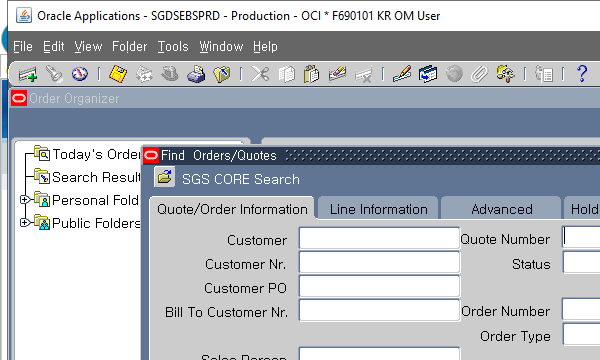 Oracle Applications - SGDSEBSPRD - Production - OCI * F690101 KR OM User
File Edit View Folder Tools Window Help
Order Organizer
Find Orders/Quotes
Today's Orde
SGS CORE Search
Search Result
Personal Fold
Public Folders
Quote/Order Information Line Information Advanced Hold
Customer Quote Number
Customer Nr. Status
Customer PO
Bill To Customer Nr. Order Number
Order Type
Sales Person